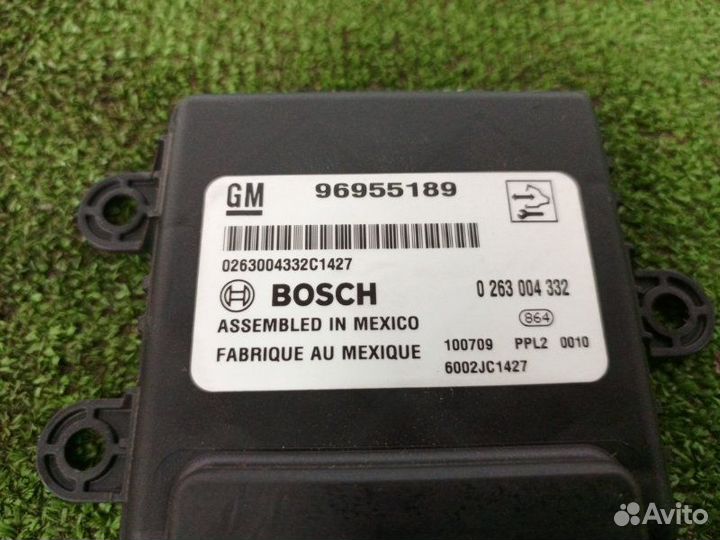 GM 96955189
0263004332C1427
BOSCH 0 263 004 332
ASSEMBLED IN MEXICO 864
FABRIQUE AU MEXIQUE 100709 PPL2 0010
6002JC1427
Avito